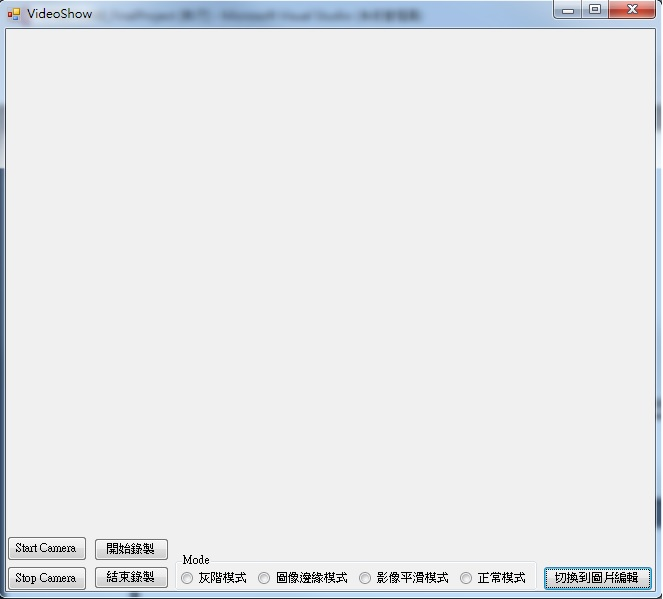 VideoShow
Start Camera
開始錄製
Stop Camera
結束錄製
Mode
灰階模式
圖像邊緣模式
影像平滑模式
正常模式
切換到圖片編輯